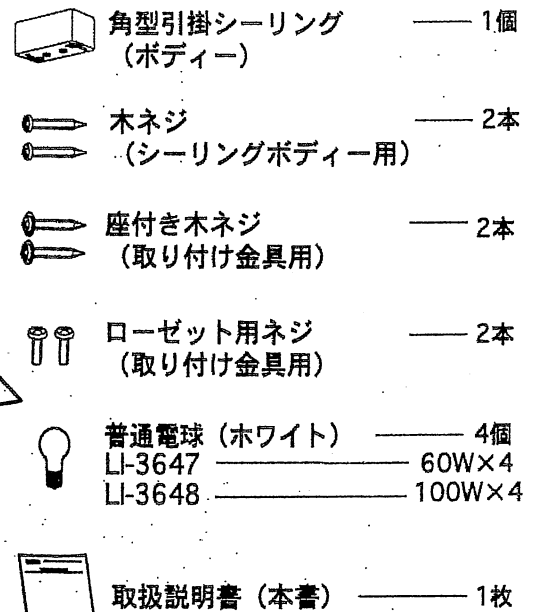 角型引掛シーリング ―― 1個
（ボディー）
木ネジ ―― 2本
（シーリングボディー用）
座付き木ネジ ―― 2本
（取り付け金具用）
ローゼット用ネジ ―― 2本
（取り付け金具用）
普通電球（ホワイト） ―― 4個
LI-3647 ―― 60W×4
LI-3648 ―― 100W×4
取扱説明書（本書） ―― 1枚